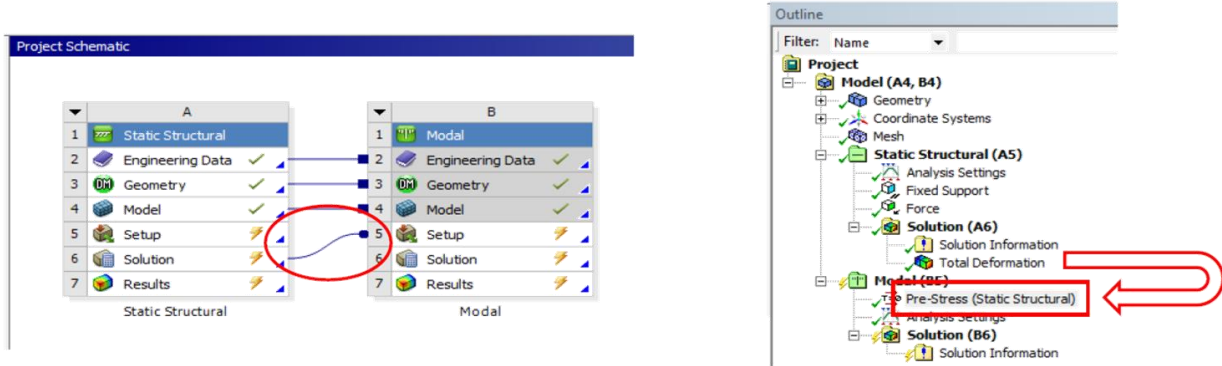 Project Schematic
A
1 Static Structural
2 Engineering Data
3 Geometry
4 Model
5 Setup
6 Solution
7 Results
Static Structural
B
1 Modal
2 Engineering Data
3 Geometry
4 Model
5 Setup
6 Solution
7 Results
Modal
Outline
Filter: Name
Project
Model (A4, B4)
Geometry
Coordinate Systems
Mesh
Static Structural (A5)
Analysis Settings
Fixed Support
Force
Solution (A6)
Solution Information
Total Deformation
Modal (B5)
Pre-Stress (Static Structural)
Analysis Settings
Solution (B6)
Solution Information